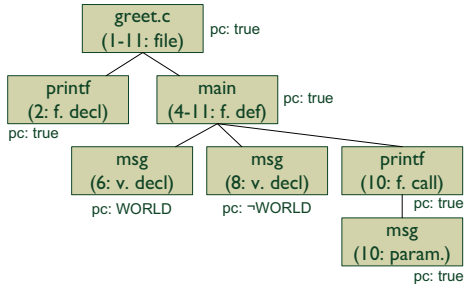 greet.c
(1-11: file)
pc: true
printf
(2: f. decl)
pc: true
main
(4-11: f. def)
pc: true
msg
(6: v. decl)
pc: WORLD
msg
(8: v. decl)
pc: ¬WORLD
printf
(10: f. call)
pc: true
msg
(10: param.)
pc: true